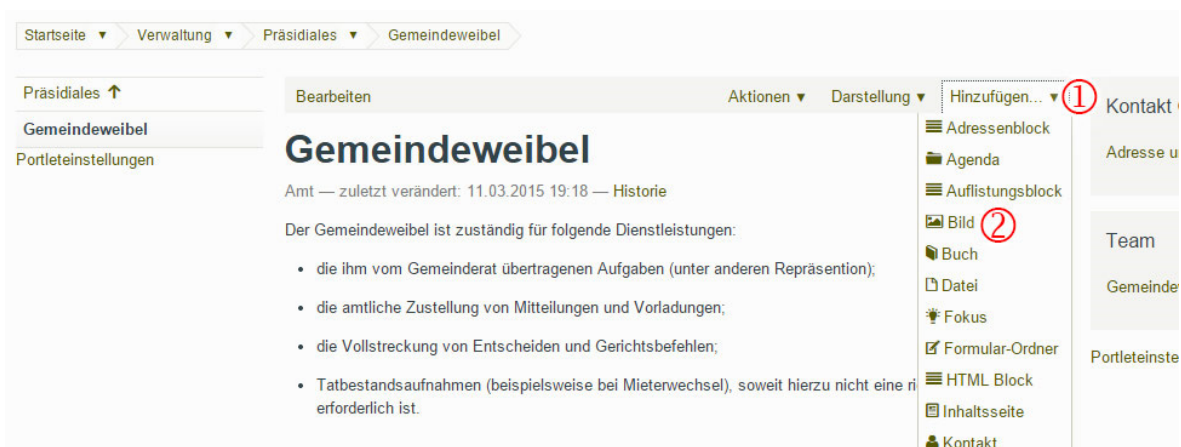 Startseite ▼ Verwaltung ▼ Präsidiales ▼ Gemeindeweibel
Präsidiales ↑
Gemeindeweibel
Portleteinstellungen
Bearbeiten Aktionen ▼ Darstellung ▼ Hinzufügen... ▼ ①
Gemeindeweibel
Amt — zuletzt verändert: 11.03.2015 19:18 — Historie
Der Gemeindeweibel ist zuständig für folgende Dienstleistungen:
• die ihm vom Gemeinderat übertragenen Aufgaben (unter anderen Repräsention);
• die amtliche Zustellung von Mitteilungen und Vorladungen;
• die Vollstreckung von Entscheiden und Gerichtsbefehlen;
• Tatbestandsaufnahmen (beispielsweise bei Mieterwechsel), soweit hierzu nicht eine
erforderlich ist.
Adressenblock
Agenda
Auflistungsblock
Bild ②
Buch
Datei
Fokus
Formular-Ordner
HTML Block
Inhaltsseite
Kontakt
Kontakt
Adresse
Team